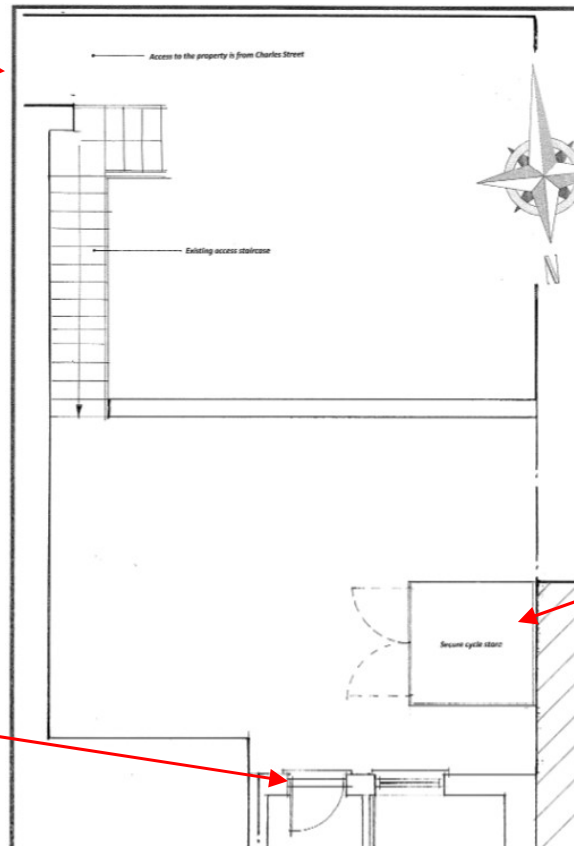 Access to the property is from Charles Street
N
Existing access staircase
Secure cycle store